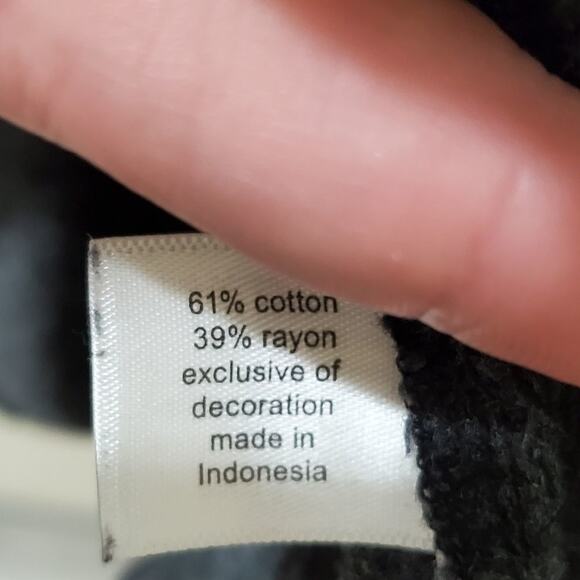 61% cotton
39% rayon
exclusive of
decoration
made in
Indonesia